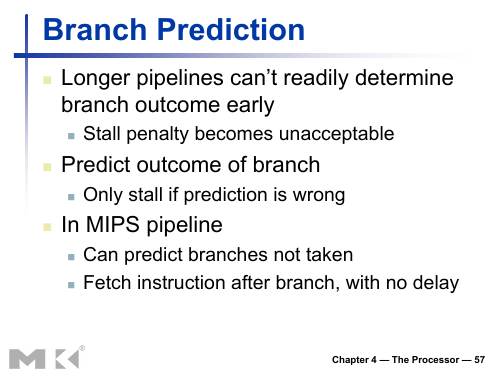 Branch Prediction
Longer pipelines can't readily determine
branch outcome early
Stall penalty becomes unacceptable
Predict outcome of branch
Only stall if prediction is wrong
In MIPS pipeline
Can predict branches not taken
Fetch instruction after branch, with no delay
MK®
Chapter 4 — The Processor — 57